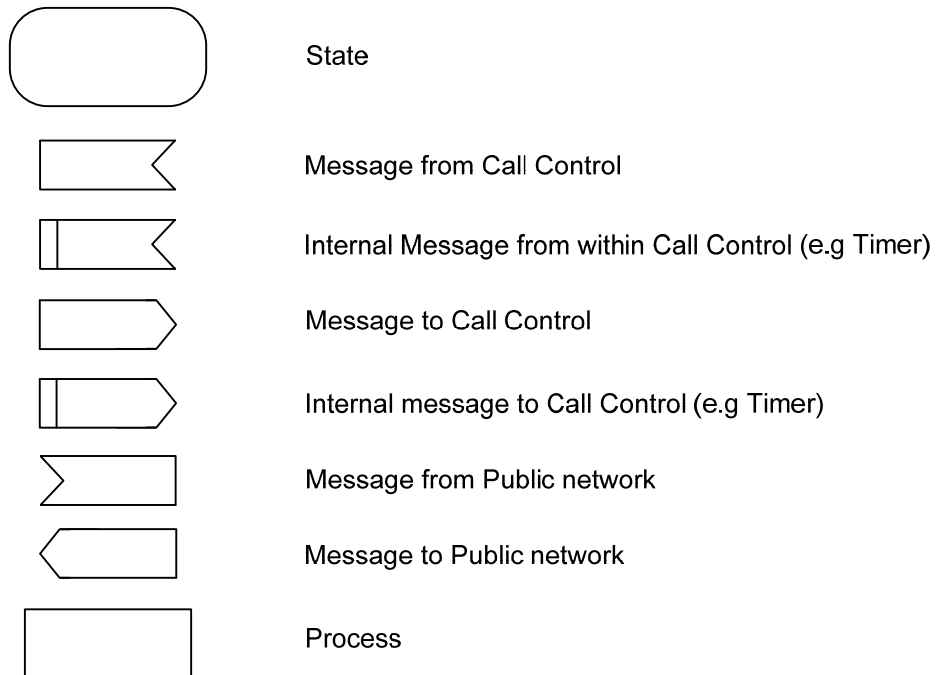 State
Message from Call Control
Internal Message from within Call Control (e.g Timer)
Message to Call Control
Internal message to Call Control (e.g Timer)
Message from Public network
Message to Public network
Process